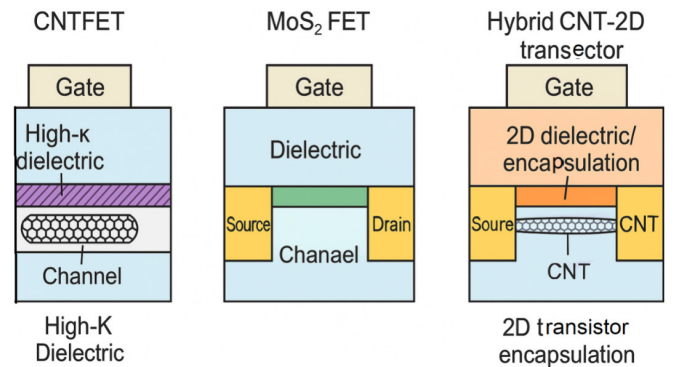 CNTFET
Gate
High-κ
dielectric
Channel
High-K
Dielectric
MoS₂ FET
Gate
Dielectric
Source
Drain
Chanael
Hybrid CNT-2D
transector
Gate
2D dielectric/
encapsulation
Soure
CNT
CNT
2D transistor
encapsulation